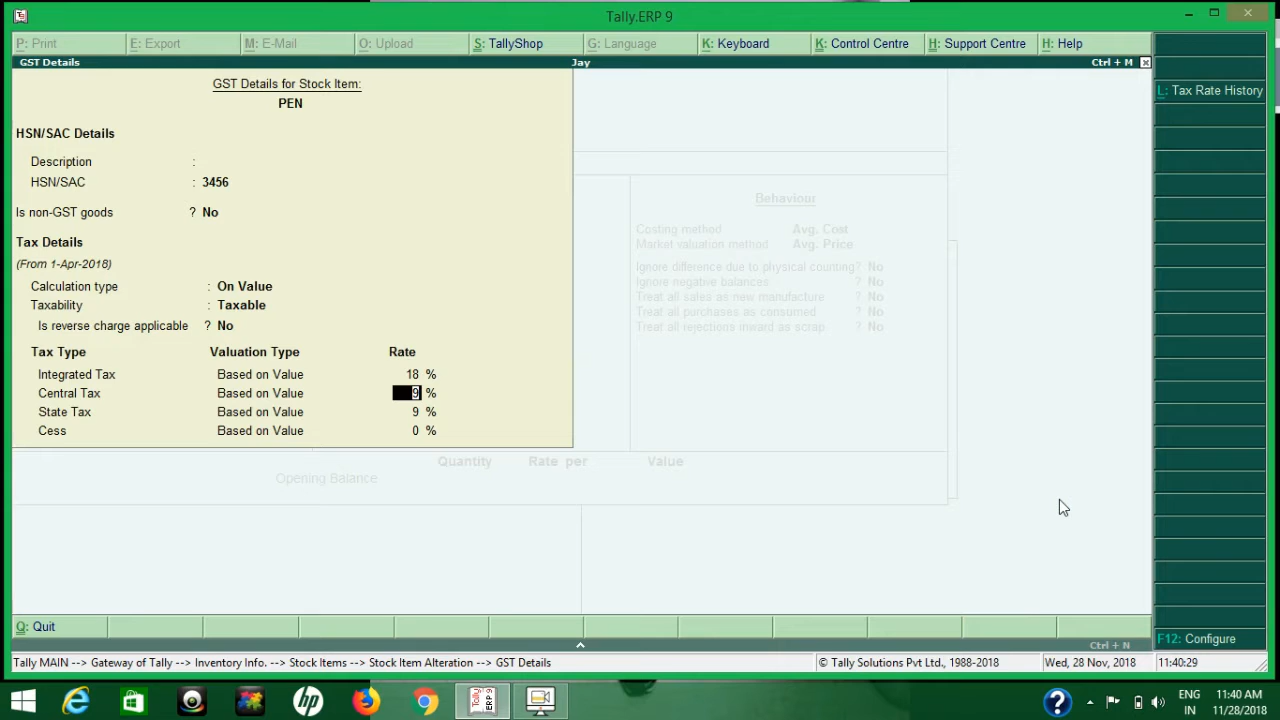 Tally.ERP 9
P: Print E: Export M: E-Mail O: Upload S: TallyShop G: Language K: Keyboard K: Control Centre H: Support Centre H: Help
GST Details Jay Ctrl + M
GST Details for Stock Item:
PEN
L: Tax Rate History
HSN/SAC Details
Description :
HSN/SAC : 3456
Is non-GST goods ? No
Tax Details
(From 1-Apr-2018)
Calculation type : On Value
Taxability : Taxable
Is reverse charge applicable ? No
Tax Type Valuation Type Rate
Integrated Tax Based on Value 18 %
Central Tax Based on Value 9 %
State Tax Based on Value 9 %
Cess Based on Value 0 %
Behaviour
Costing method Avg. Cost
Market valuation method Avg. Price
Ignore difference due to physical counting? No
Ignore negative balances ? No
Treat all sales as new manufacture ? No
Treat all purchases as consumed ? No
Treat all rejections inward as scrap ? No
Quantity Rate per Value
Opening Balance
Q: Quit
F12: Configure
Ctrl + N
Tally MAIN --> Gateway of Tally --> Inventory Info. --> Stock Items --> Stock Item Alteration --> GST Details © Tally Solutions Pvt Ltd., 1988-2018 Wed, 28 Nov, 2018 11:40:29
hp
Tally
ERP 9
ENG
IN
11:40 AM
11/28/2018